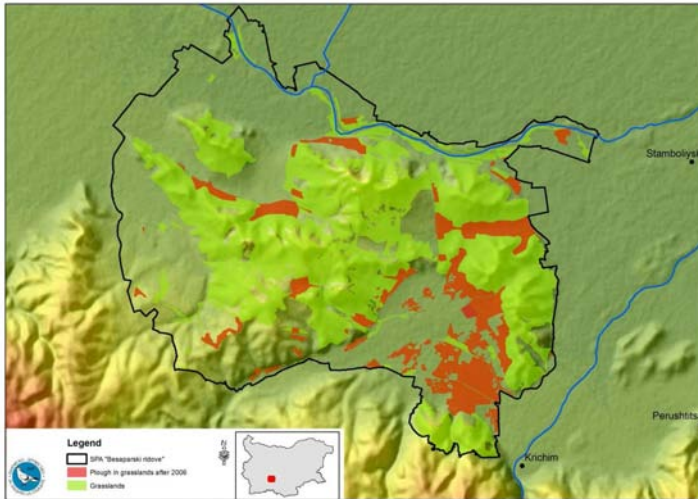 Stamboliysk
Perushtits
Krichim
Legend
SPA "Besaparski ridove"
Plough in grasslands after 2006
Grasslands